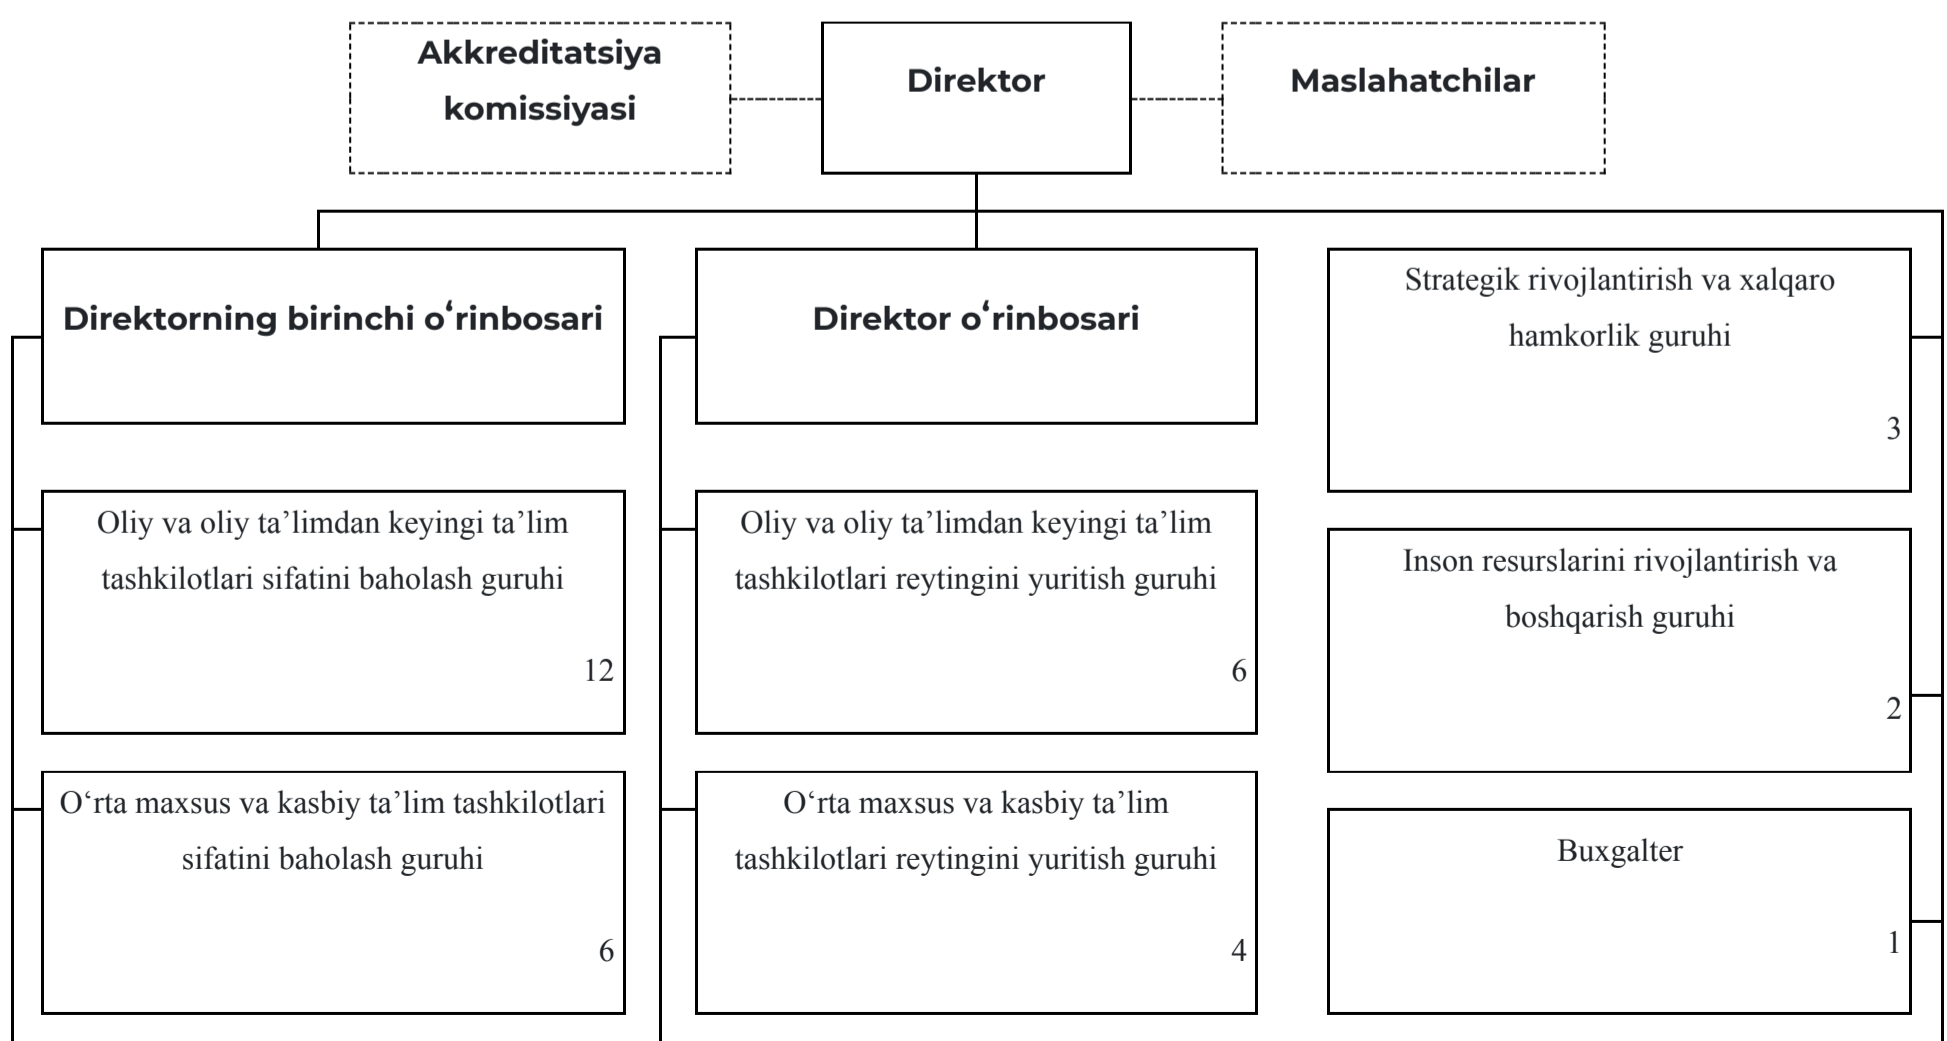 Akkreditatsiya
komissiyasi
Direktor
Maslahatchilar
Direktorning birinchi o‘rinbosari
Direktor o‘rinbosari
Strategik rivojlantirish va xalqaro
hamkorlik guruhi
3
Oliy va oliy ta’limdan keyingi ta’lim
tashkilotlari sifatini baholash guruhi
12
Oliy va oliy ta’limdan keyingi ta’lim
tashkilotlari reytingini yuritish guruhi
6
Inson resurslarini rivojlantirish va
boshqarish guruhi
2
O‘rta maxsus va kasbiy ta’lim tashkilotlari
sifatini baholash guruhi
6
O‘rta maxsus va kasbiy ta’lim
tashkilotlari reytingini yuritish guruhi
4
Buxgalter
1